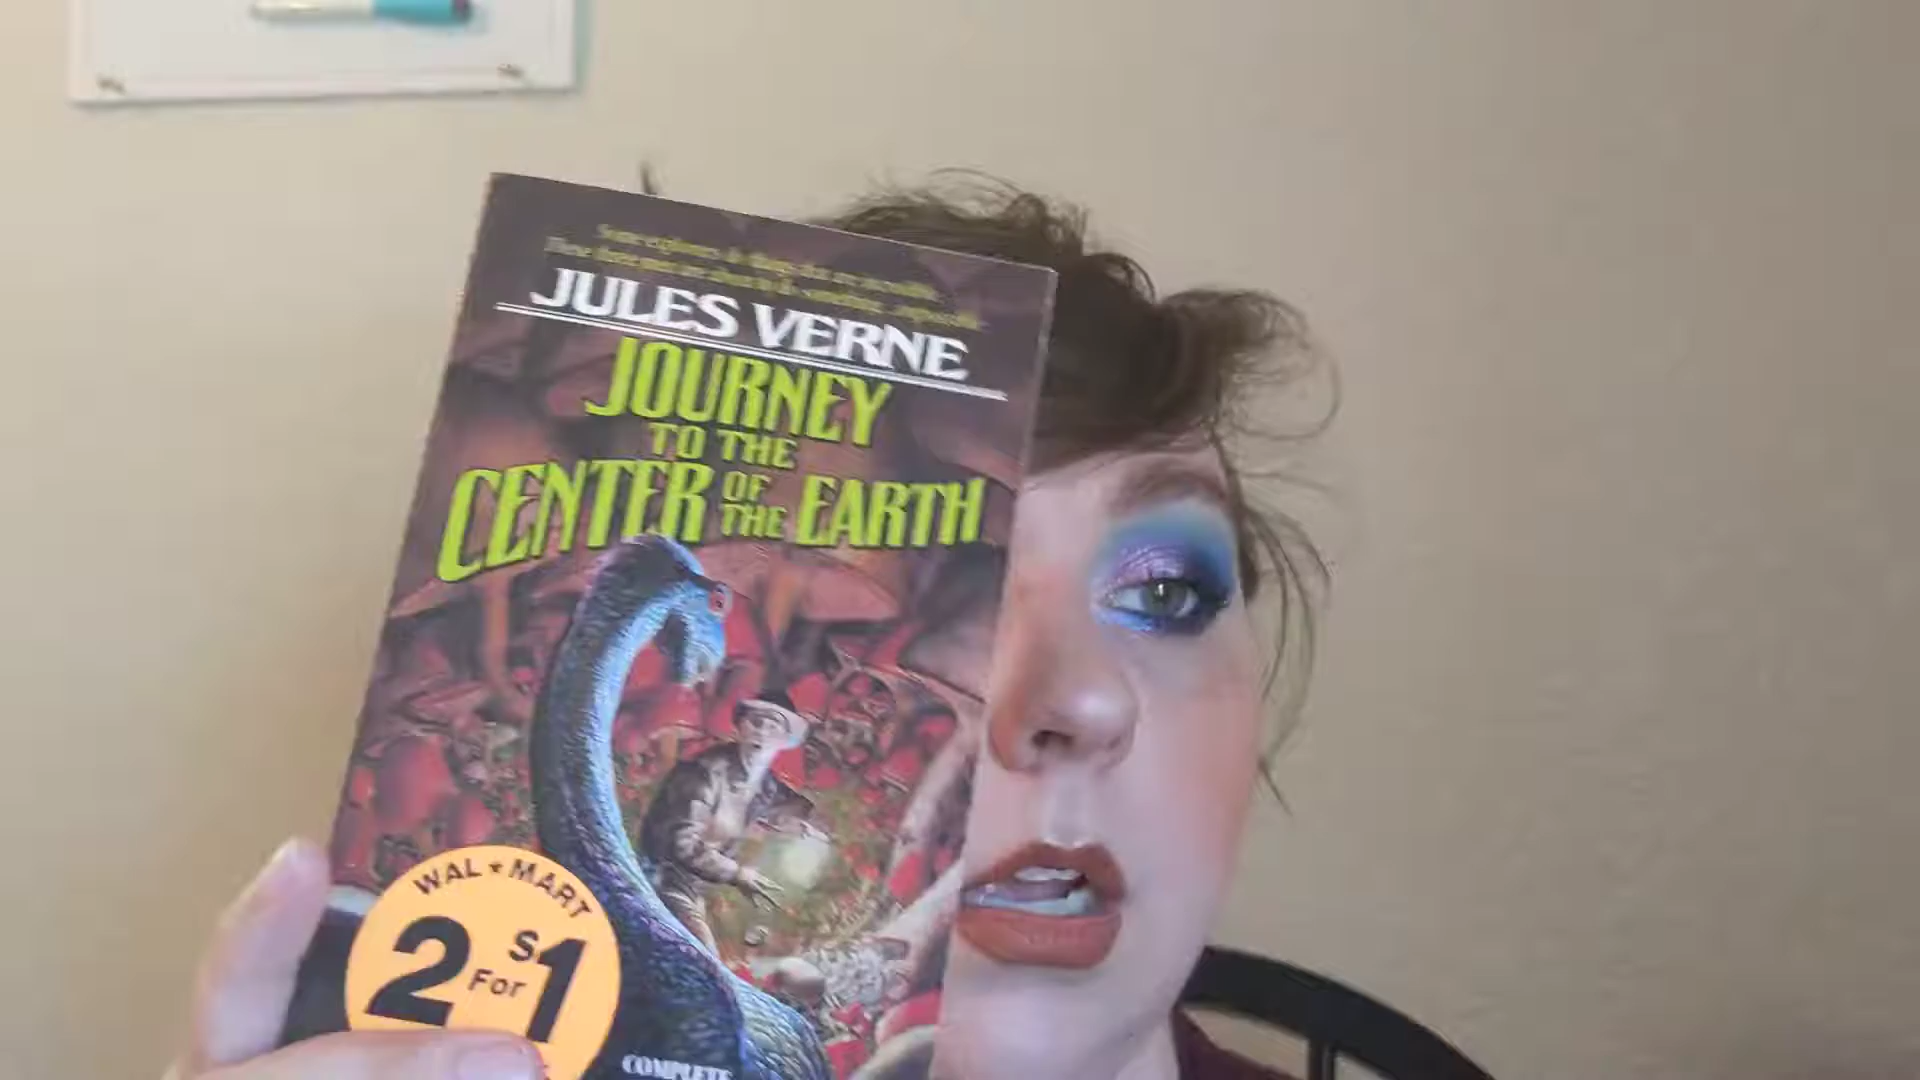 JULES VERNE
JOURNEY
TO THE
CENTER OF THE EARTH
WAL★MART
2 For $1
COMPLETE